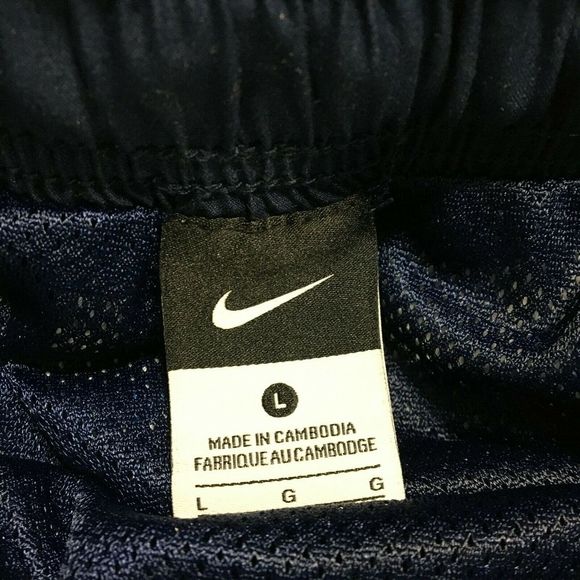 L
MADE IN CAMBODIA
FABRIQUE AU CAMBODGE
L G G